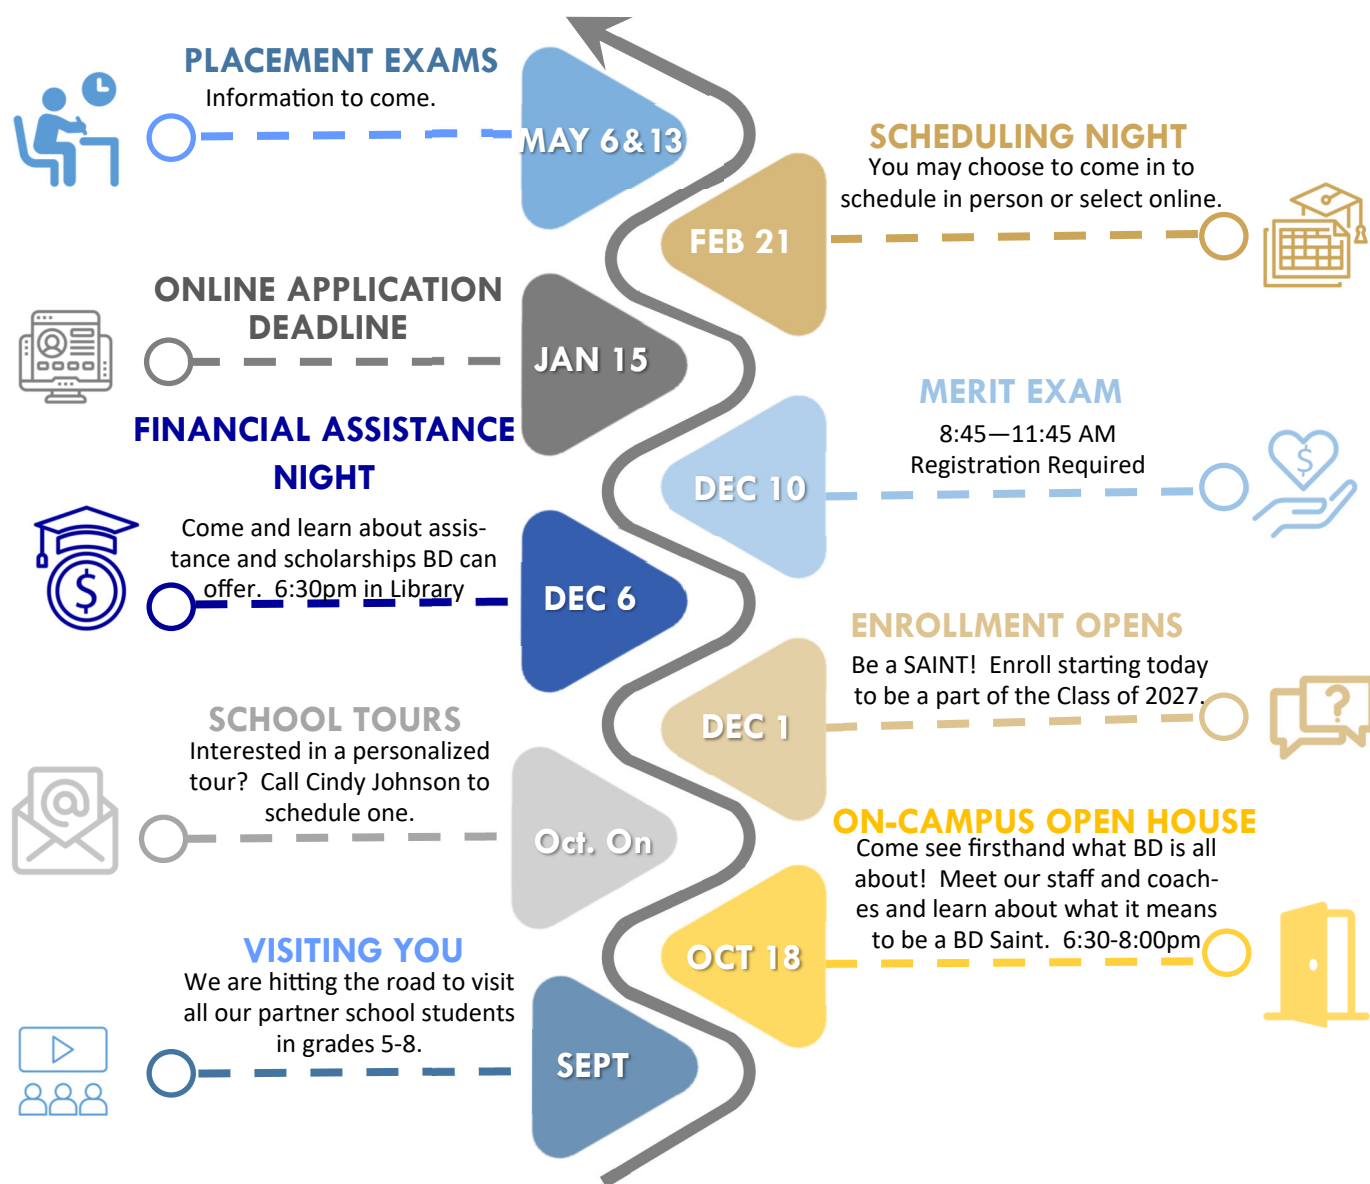 PLACEMENT EXAMS
Information to come.
MAY 6&13
SCHEDULING NIGHT
You may choose to come in to
schedule in person or select online.
FEB 21
ONLINE APPLICATION
DEADLINE
JAN 15
MERIT EXAM
8:45—11:45 AM
Registration Required
DEC 10
FINANCIAL ASSISTANCE
NIGHT
Come and learn about assis-
tance and scholarships BD can
offer.  6:30pm in Library
$
$
DEC 6
ENROLLMENT OPENS
Be a SAINT!  Enroll starting today
to be a part of the Class of 2027.
?
DEC 1
SCHOOL TOURS
Interested in a personalized
tour?  Call Cindy Johnson to
schedule one.
@
Oct. On
ON-CAMPUS OPEN HOUSE
Come see firsthand what BD is all
about!  Meet our staff and coach-
es and learn about what it means
to be a BD Saint.  6:30-8:00pm
OCT 18
VISITING YOU
We are hitting the road to visit
all our partner school students
in grades 5-8.
SEPT